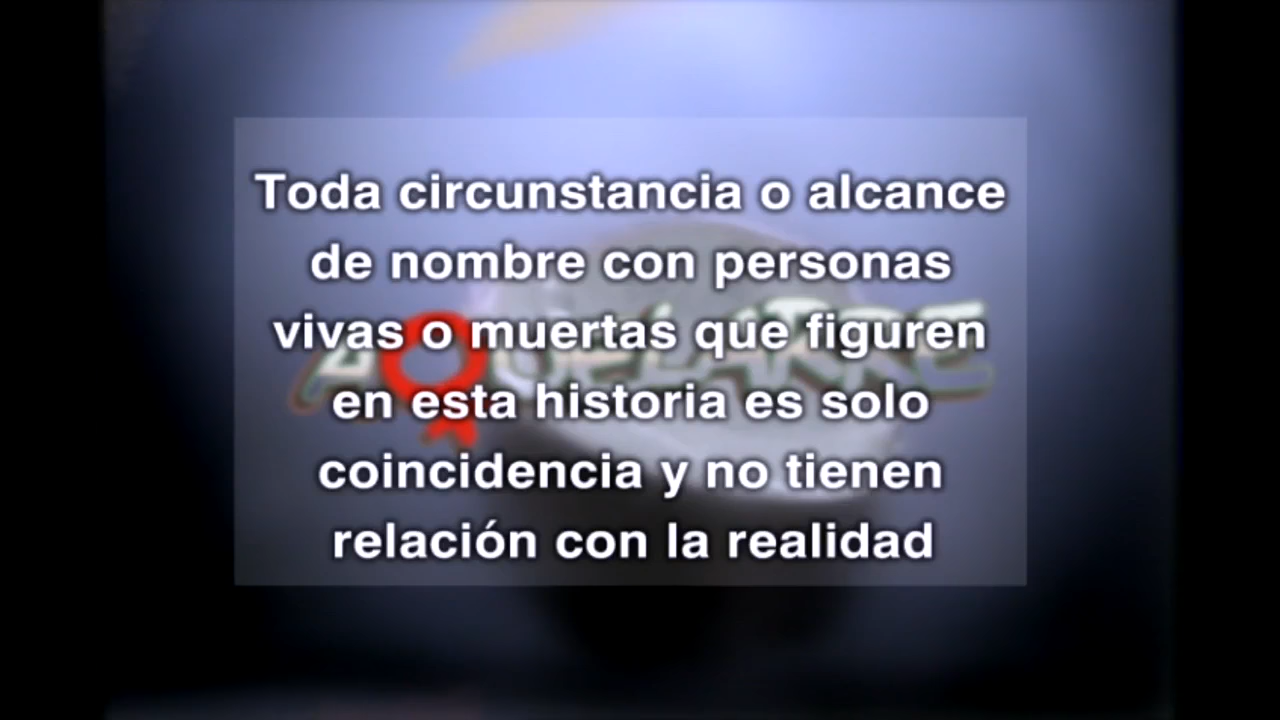 Toda circunstancia o alcance
de nombre con personas
vivas o muertas que figuren
en esta historia es solo
coincidencia y no tienen
relación con la realidad
AQUELARRE